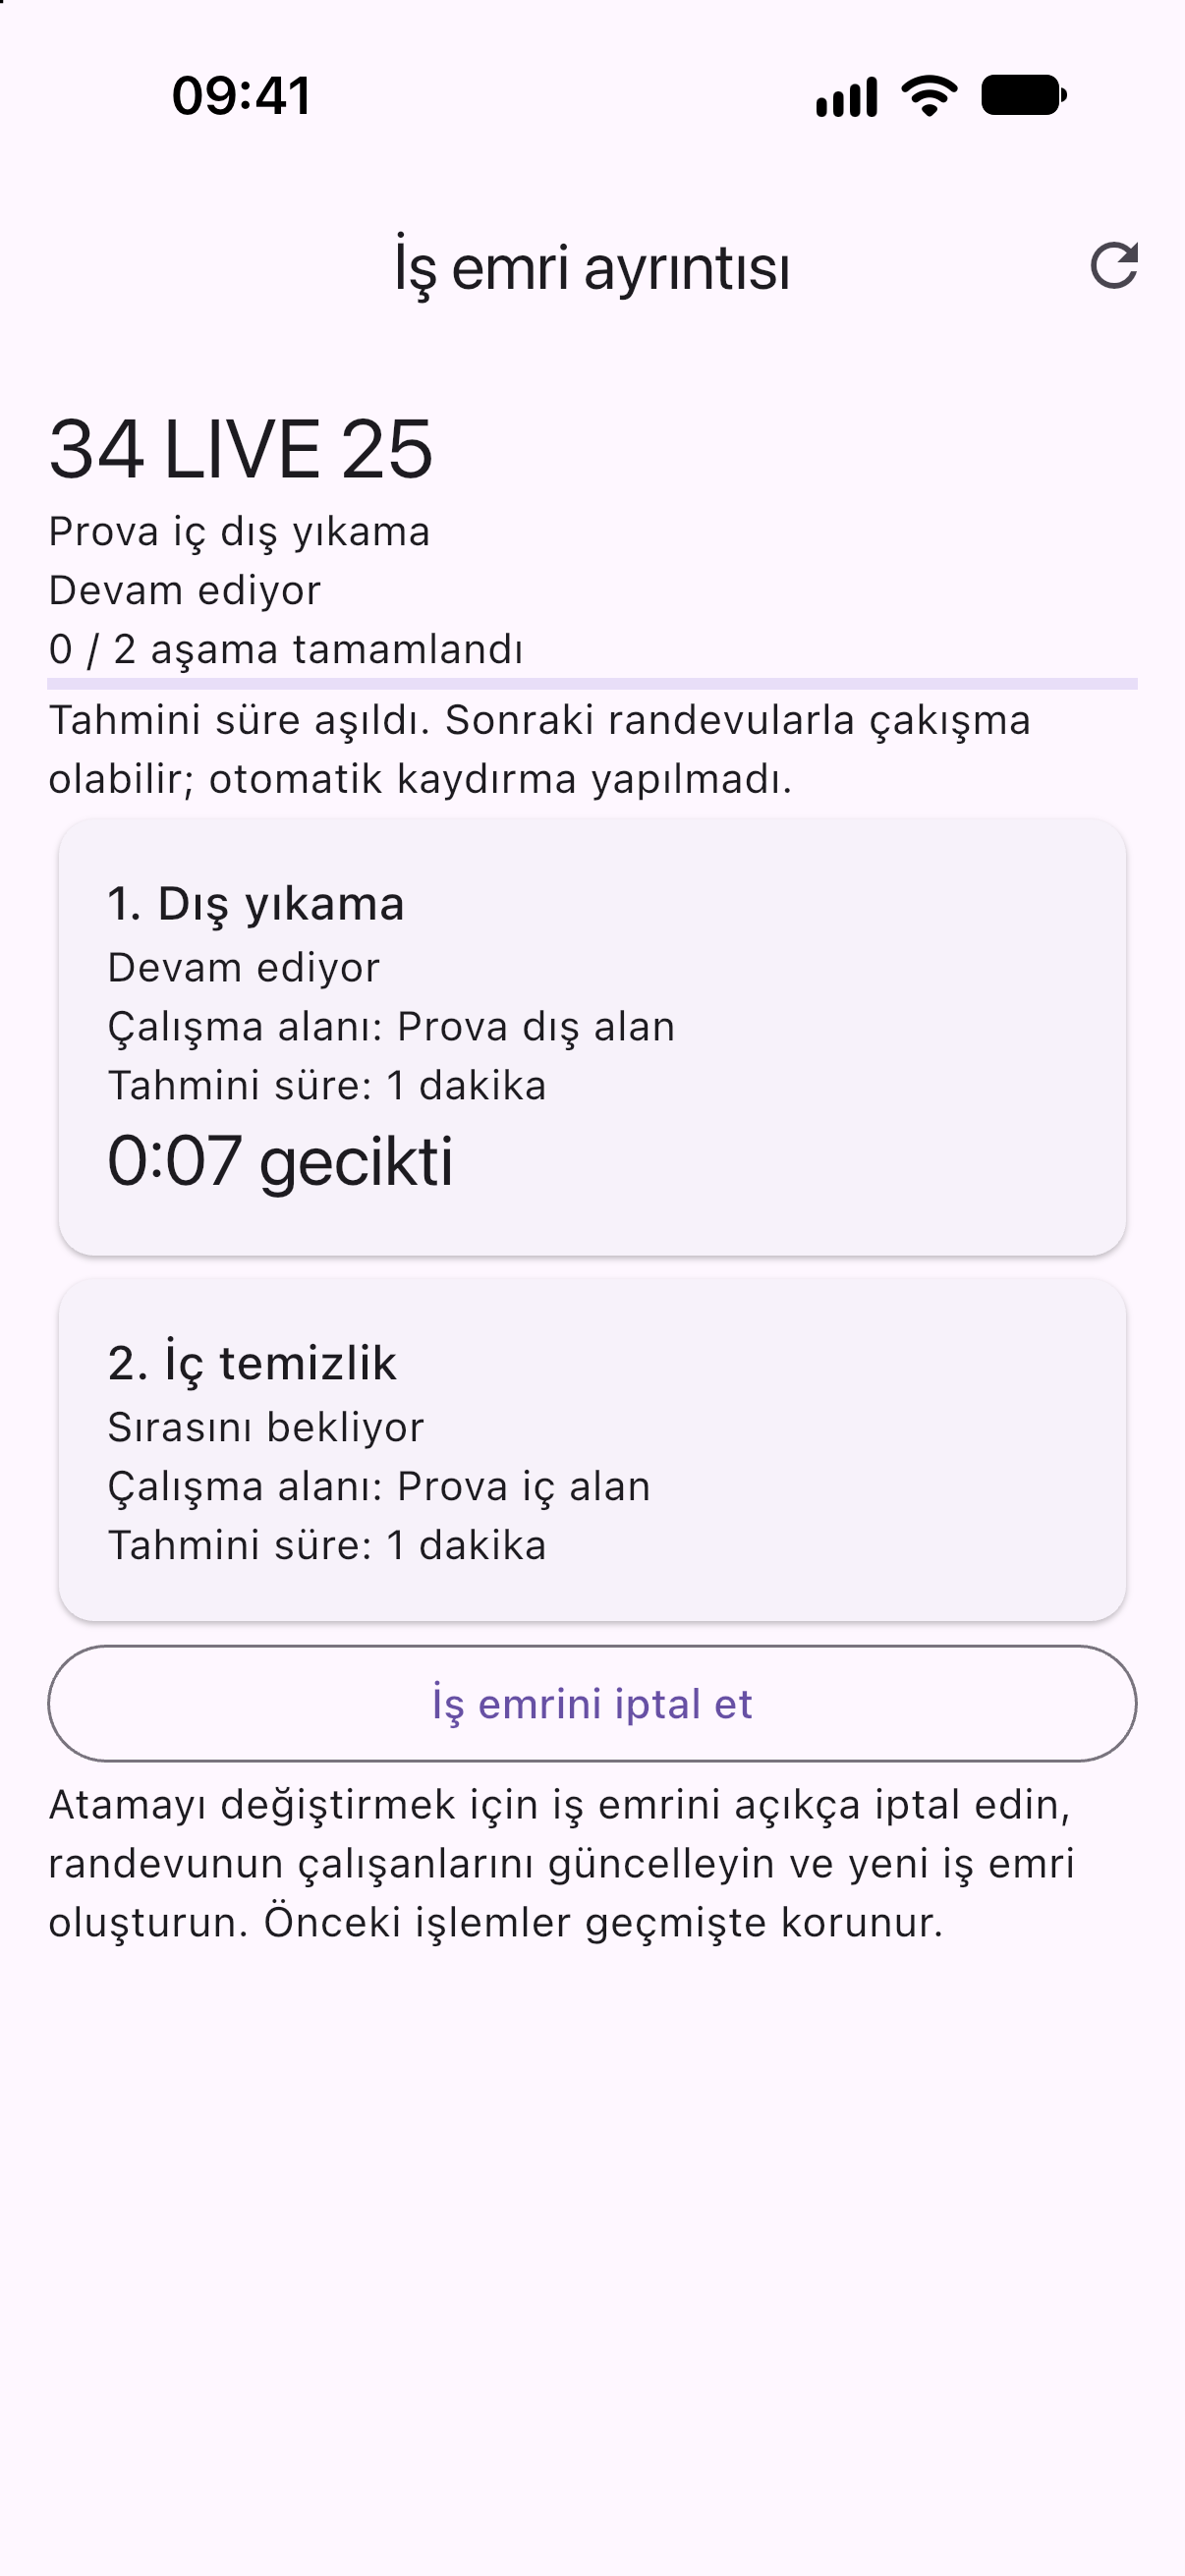 09:41
İş emri ayrıntısı
34 LIVE 25
Prova iç dış yıkama
Devam ediyor
0 / 2 aşama tamamlandı
Tahmini süre aşıldı. Sonraki randevularla çakışma
olabilir; otomatik kaydırma yapılmadı.
1. Dış yıkama
Devam ediyor
Çalışma alanı: Prova dış alan
Tahmini süre: 1 dakika
0:07 gecikti
2. İç temizlik
Sırasını bekliyor
Çalışma alanı: Prova iç alan
Tahmini süre: 1 dakika
İş emrini iptal et
Atamayı değiştirmek için iş emrini açıkça iptal edin,
randevunun çalışanlarını güncelleyin ve yeni iş emri
oluşturun. Önceki işlemler geçmişte korunur.